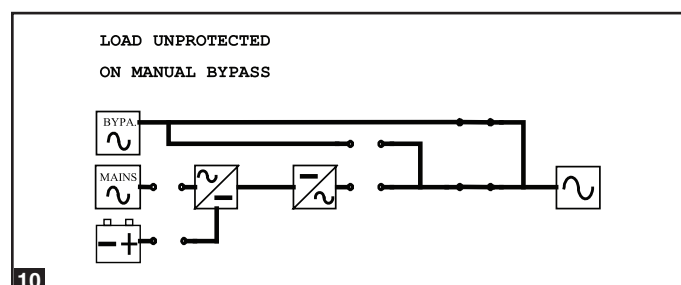 LOAD UNPROTECTED
ON MANUAL BYPASS
BYPA.
MAINS
10